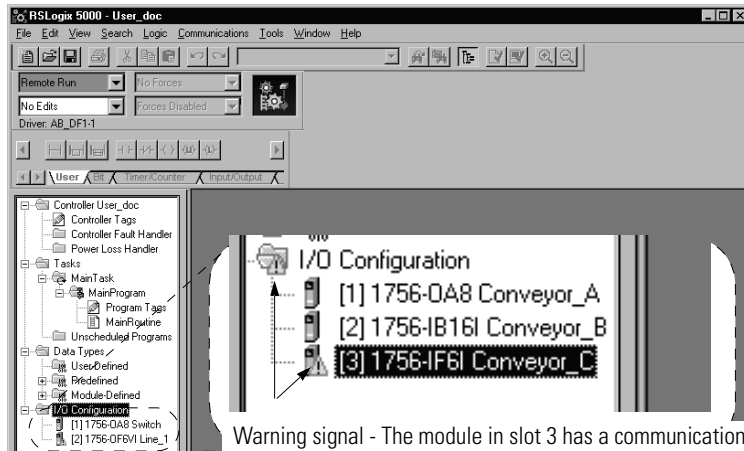 RSLogix 5000 - User_doc
File Edit View Search Logic Communications Tools Window Help
Remote Run
No Forces
No Edits
Forces Disabled
Driver: AB_DF1-1
User Bit Timer/Counter Input/Output
Controller User_doc
Controller Tags
Controller Fault Handler
Power Loss Handler
Tasks
MainTask
MainProgram
Program Tags
MainRoutine
Unscheduled Programs
Data Types
User-Defined
Predefined
Module-Defined
I/O Configuration
[1] 1756-OA8 Switch
[2] 1756-OF6VI Line_1
I/O Configuration
[1] 1756-OA8 Conveyor_A
[2] 1756-IB16I Conveyor_B
[3] 1756-IF6I Conveyor_C
Warning signal - The module in slot 3 has a communication